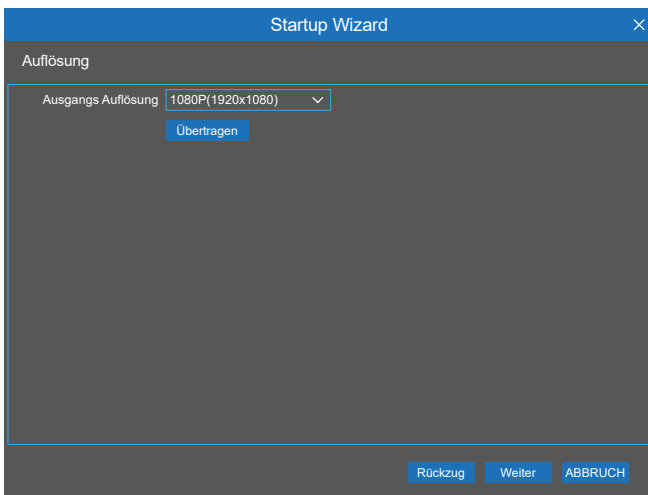 Startup Wizard
Auflösung
Ausgangs Auflösung 1080P(1920x1080)
Übertragen
Rückzug Weiter ABBRUCH